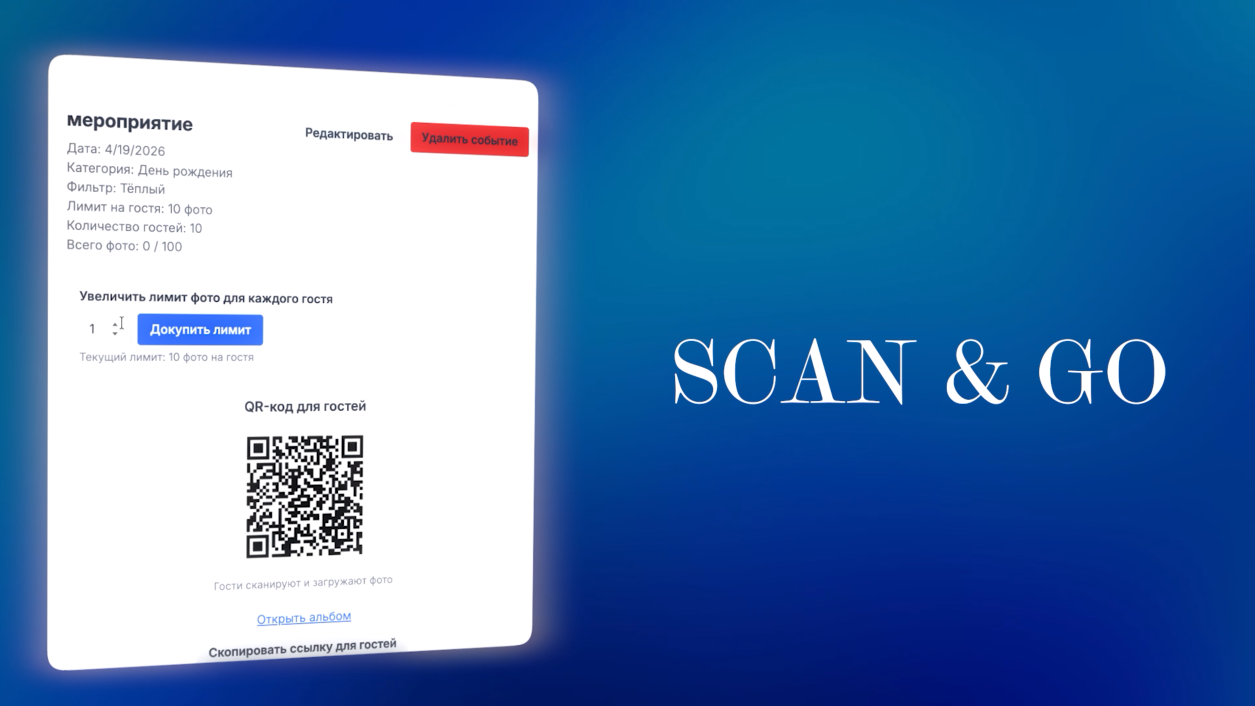 мероприятие
Редактировать
Удалить событие
Дата: 4/19/2026
Категория: День рождения
Фильтр: Тёплый
Лимит на гостя: 10 фото
Количество гостей: 10
Всего фото: 0 / 100
Увеличить лимит фото для каждого гостя
1
Докупить лимит
Текущий лимит: 10 фото на гостя
QR-код для гостей
Гости сканируют и загружают фото
Открыть альбом
Скопировать ссылку для гостей
SCAN & GO